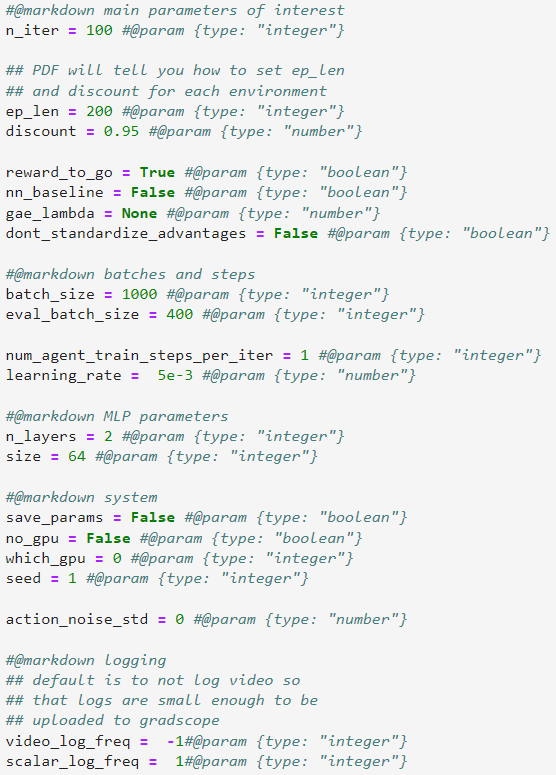 #@markdown main parameters of interest
n_iter = 100 #@param {type: "integer"}

## PDF will tell you how to set ep_len
## and discount for each environment
ep_len = 200 #@param {type: "integer"}
discount = 0.95 #@param {type: "number"}

reward_to_go = True #@param {type: "boolean"}
nn_baseline = False #@param {type: "boolean"}
gae_lambda = None #@param {type: "number"}
dont_standardize_advantages = False #@param {type: "boolean"}

#@markdown batches and steps
batch_size = 1000 #@param {type: "integer"}
eval_batch_size = 400 #@param {type: "integer"}

num_agent_train_steps_per_iter = 1 #@param {type: "integer"}
learning_rate =  5e-3 #@param {type: "number"}

#@markdown MLP parameters
n_layers = 2 #@param {type: "integer"}
size = 64 #@param {type: "integer"}

#@markdown system
save_params = False #@param {type: "boolean"}
no_gpu = False #@param {type: "boolean"}
which_gpu = 0 #@param {type: "integer"}
seed = 1 #@param {type: "integer"}

action_noise_std = 0 #@param {type: "number"}

#@markdown logging
## default is to not log video so
## that logs are small enough to be
## uploaded to gradscope
video_log_freq =  -1#@param {type: "integer"}
scalar_log_freq =  1#@param {type: "integer"}